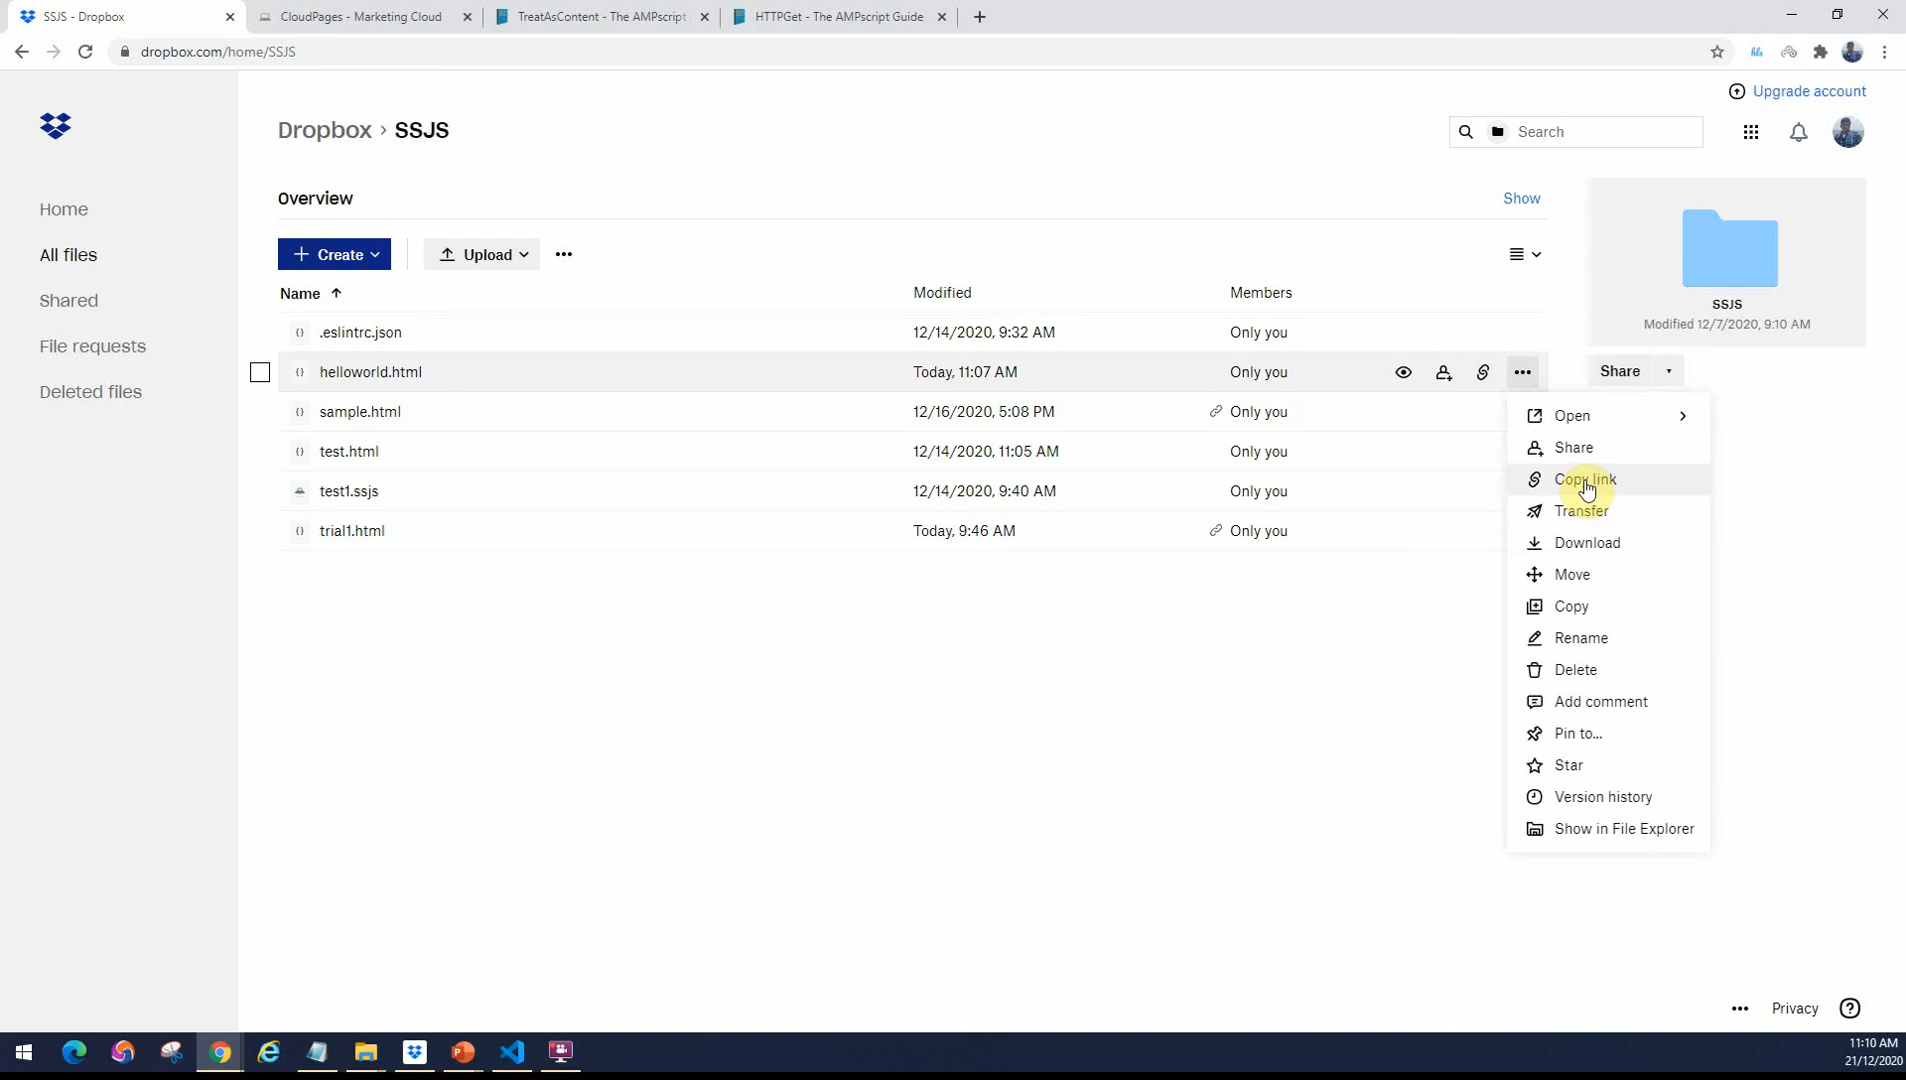 SSJS - Dropbox
CloudPages - Marketing Cloud
TreatAsContent - The AMPscript
HTTPGet - The AMPscript Guide
dropbox.com/home/SSJS
Upgrade account
Dropbox › SSJS
Search
Home
All files
Shared
File requests
Deleted files
Overview
Show
Create
Upload
Name
Modified
Members
.eslintrc.json 12/14/2020, 9:32 AM Only you
helloworld.html Today, 11:07 AM Only you
sample.html 12/16/2020, 5:08 PM Only you
test.html 12/14/2020, 11:05 AM Only you
test1.ssjs 12/14/2020, 9:40 AM Only you
trial1.html Today, 9:46 AM Only you
SSJS
Modified 12/7/2020, 9:10 AM
Share
Open
Share
Copy link
Transfer
Download
Move
Copy
Rename
Delete
Add comment
Pin to...
Star
Version history
Show in File Explorer
Privacy
11:10 AM
21/12/2020